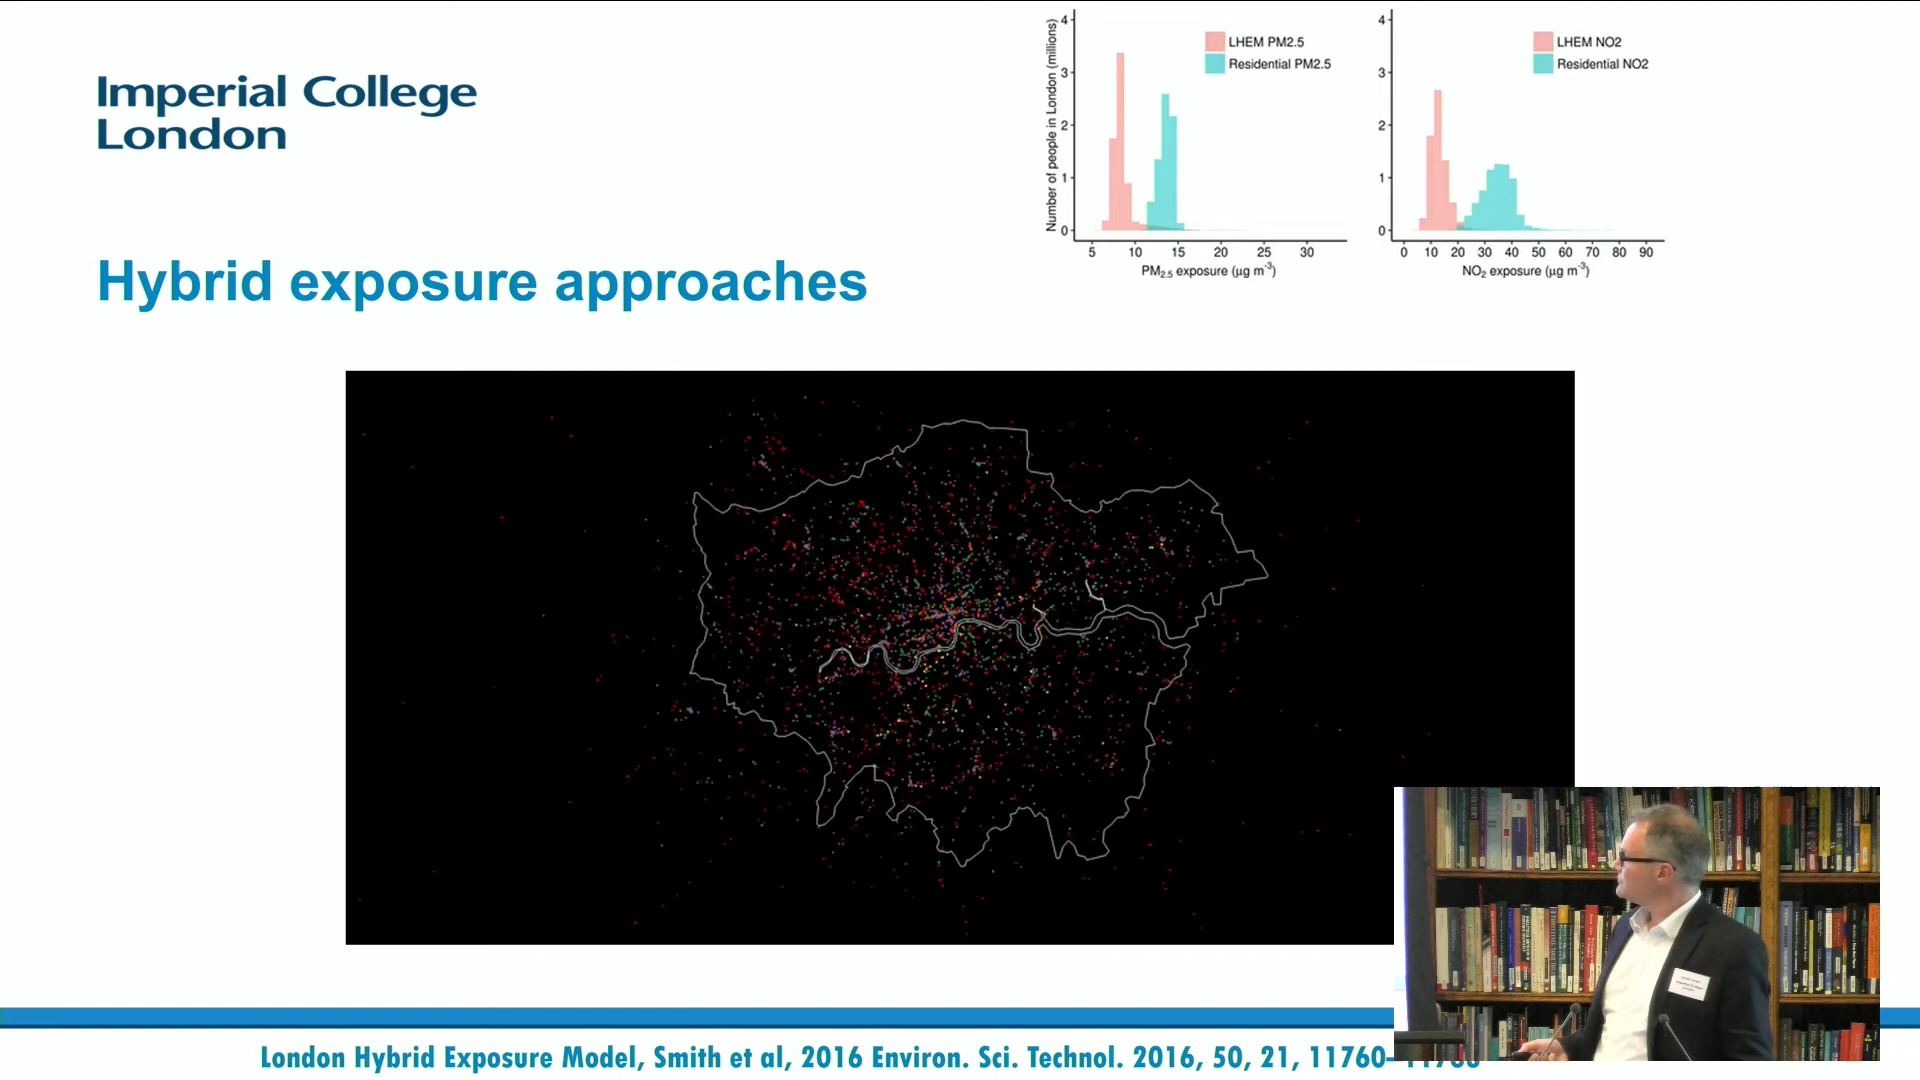 Imperial College
London
Hybrid exposure approaches
Number of people in London (millions)
4
3
2
1
0
LHEM PM2.5
Residential PM2.5
5 10 15 20 25 30
PM2.5 exposure (µg m-3)
4
3
2
1
0
LHEM NO2
Residential NO2
0 10 20 30 40 50 60 70 80 90
NO2 exposure (µg m-3)
London Hybrid Exposure Model, Smith et al, 2016 Environ. Sci. Technol. 2016, 50, 21, 11760–